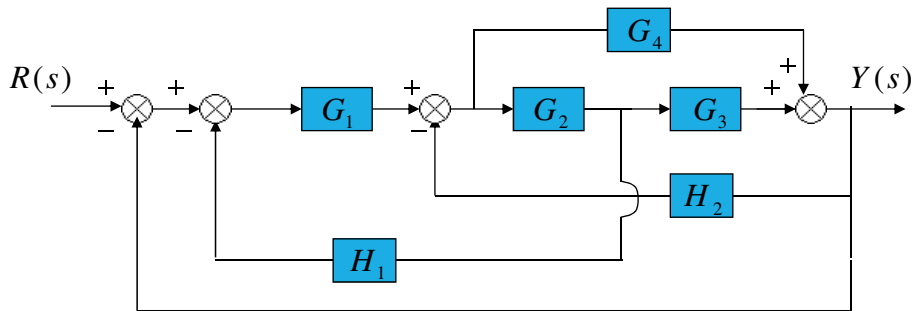 G₄
R(s) + + + + + Y(s)
G₁ G₂ G₃
− − −
H₂
H₁